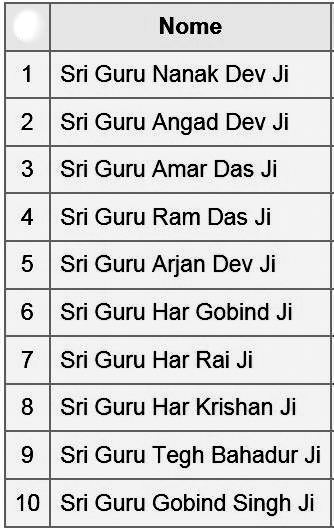 Nome
1 Sri Guru Nanak Dev Ji
2 Sri Guru Angad Dev Ji
3 Sri Guru Amar Das Ji
4 Sri Guru Ram Das Ji
5 Sri Guru Arjan Dev Ji
6 Sri Guru Har Gobind Ji
7 Sri Guru Har Rai Ji
8 Sri Guru Har Krishan Ji
9 Sri Guru Tegh Bahadur Ji
10 Sri Guru Gobind Singh Ji